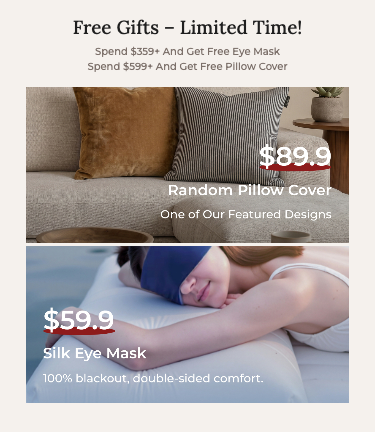 Free Gifts – Limited Time!
Spend $359+ And Get Free Eye Mask
Spend $599+ And Get Free Pillow Cover
$89.9
Random Pillow Cover
One of Our Featured Designs
$59.9
Silk Eye Mask
100% blackout, double-sided comfort.